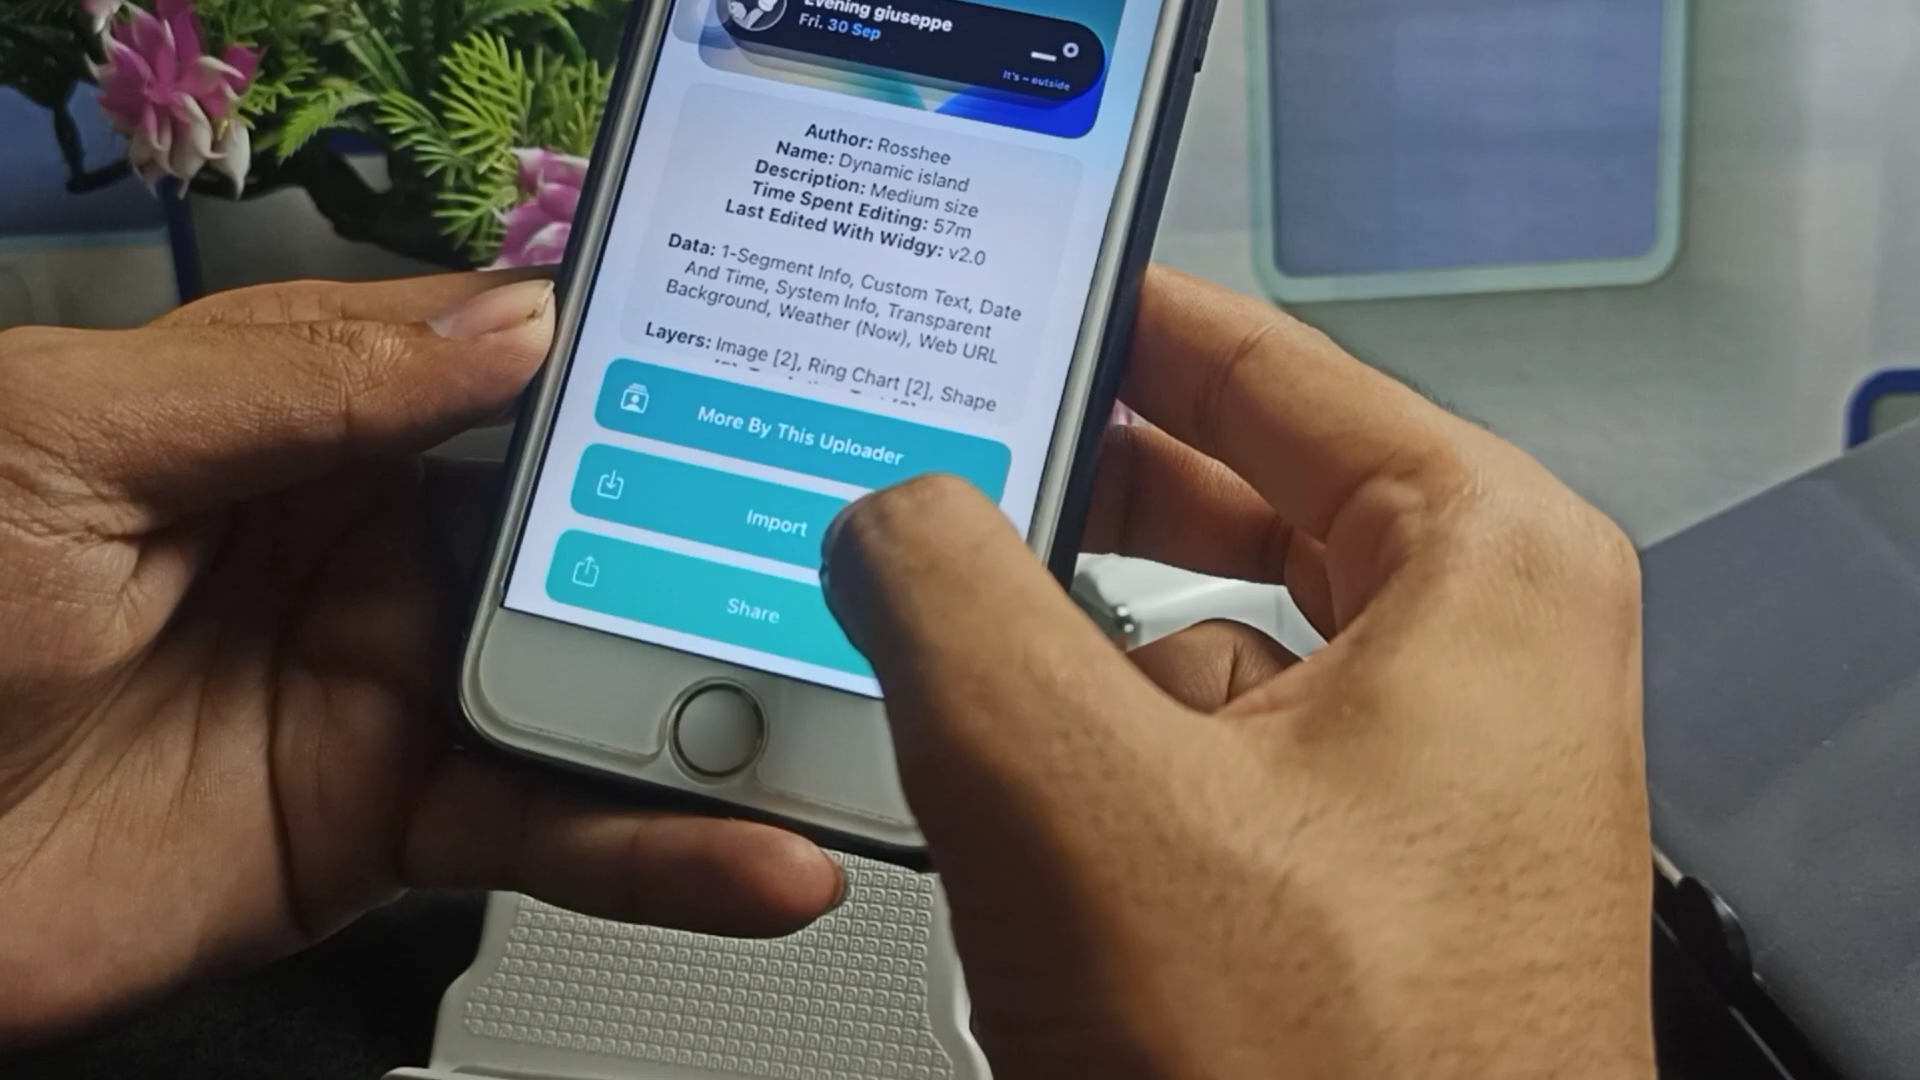 Evening giuseppe
Fri. 30 Sep
It's - outside
Author: Rosshee
Name: Dynamic island
Description: Medium size
Time Spent Editing: 57m
Last Edited With Widgy: v2.0
Data: 1-Segment Info, Custom Text, Date
And Time, System Info, Transparent
Background, Weather (Now), Web URL
Layers: Image [2], Ring Chart [2], Shape
More By This Uploader
Import
Share